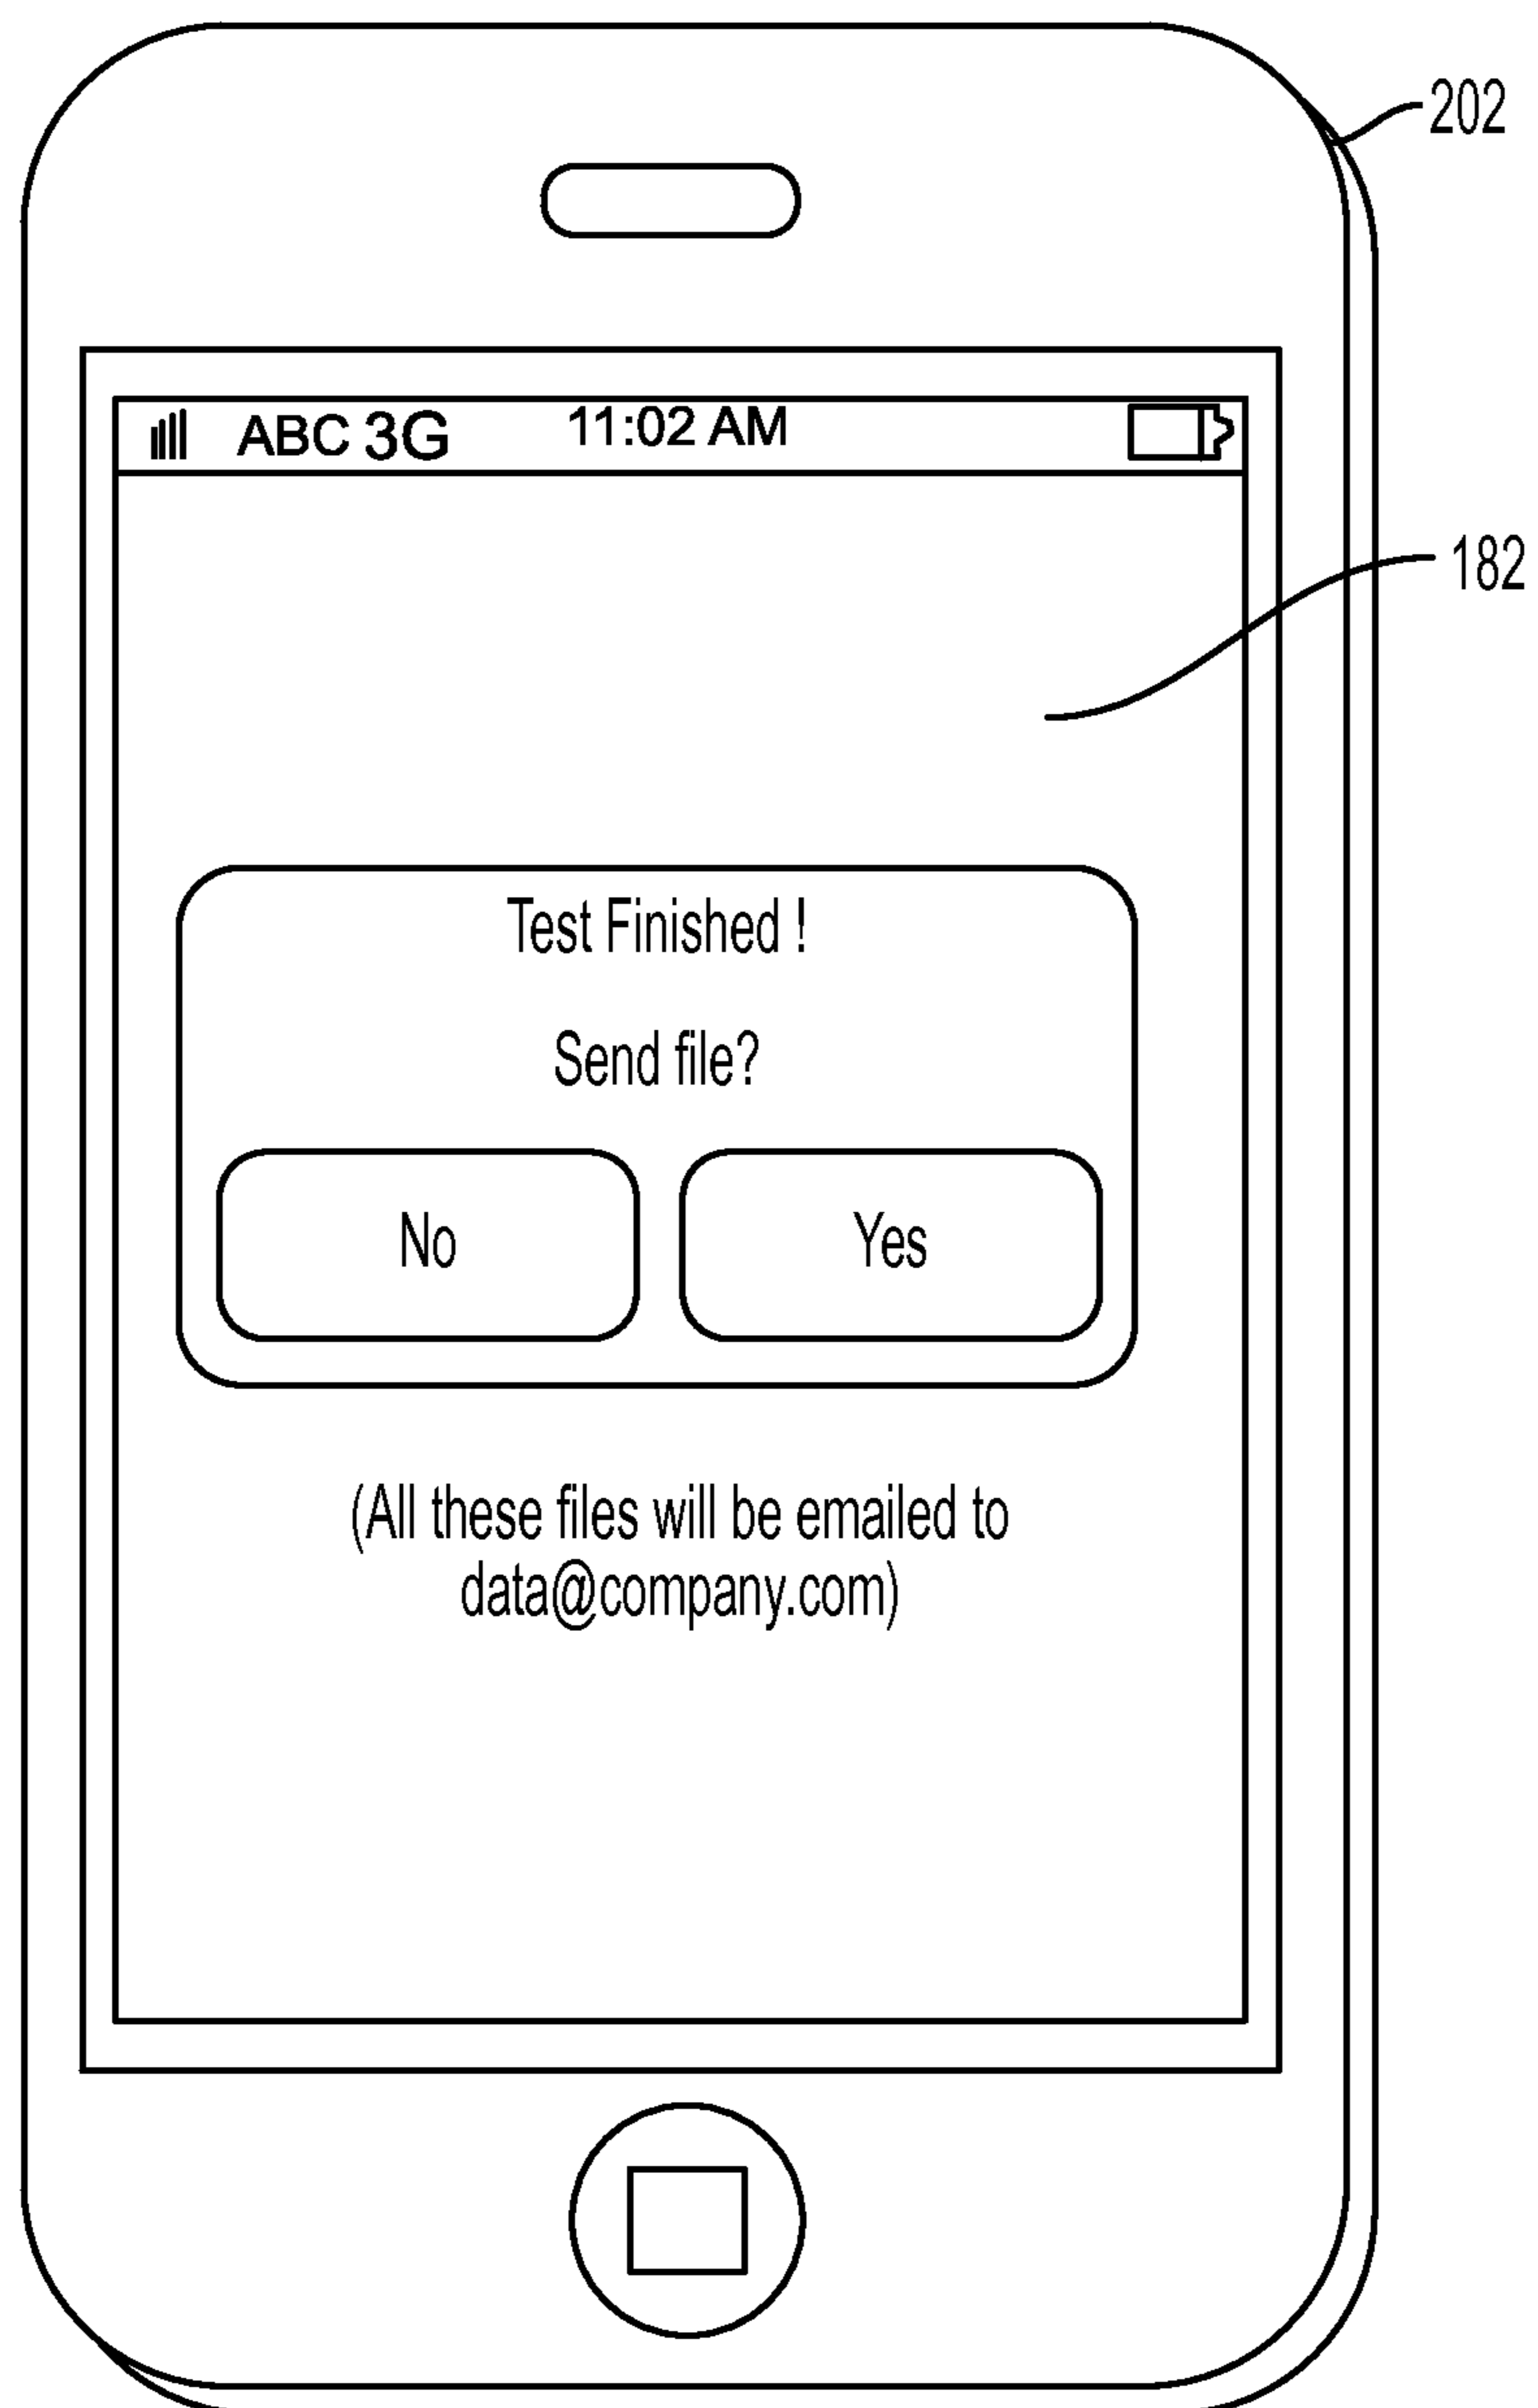 202
ABC 3G 11:02 AM
182
Test Finished !
Send file?
No Yes
(All these files will be emailed to
data@company.com)